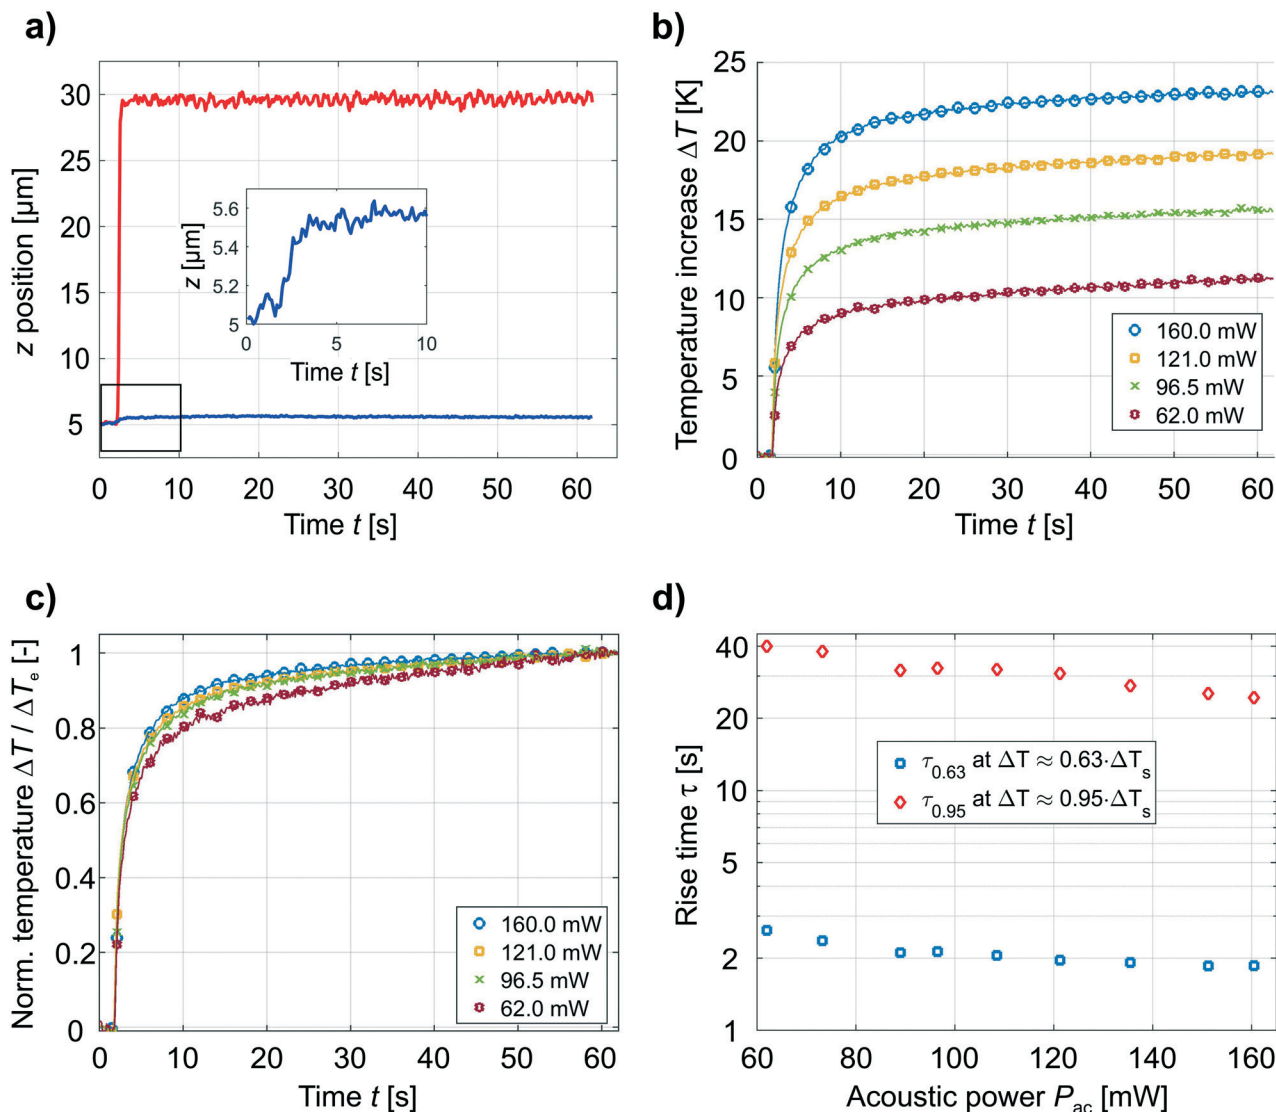 a)
z position [µm]
30
25
20
15
10
5
0
10
20
30
40
50
60
Time t [s]
z [µm]
5.6
5.4
5.2
5
0
5
10
Time t [s]
b)
Temperature increase ΔT [K]
25
20
15
10
5
0
0
10
20
30
40
50
60
Time t [s]
160.0 mW
121.0 mW
96.5 mW
62.0 mW
c)
Norm. temperature ΔT / ΔTe [-]
1
0.8
0.6
0.4
0.2
0
0
10
20
30
40
50
60
Time t [s]
160.0 mW
121.0 mW
96.5 mW
62.0 mW
d)
Rise time τ [s]
40
20
10
5
2
1
60
80
100
120
140
160
Acoustic power Pac [mW]
τ0.63 at ΔT ≈ 0.63·ΔTs
τ0.95 at ΔT ≈ 0.95·ΔTs